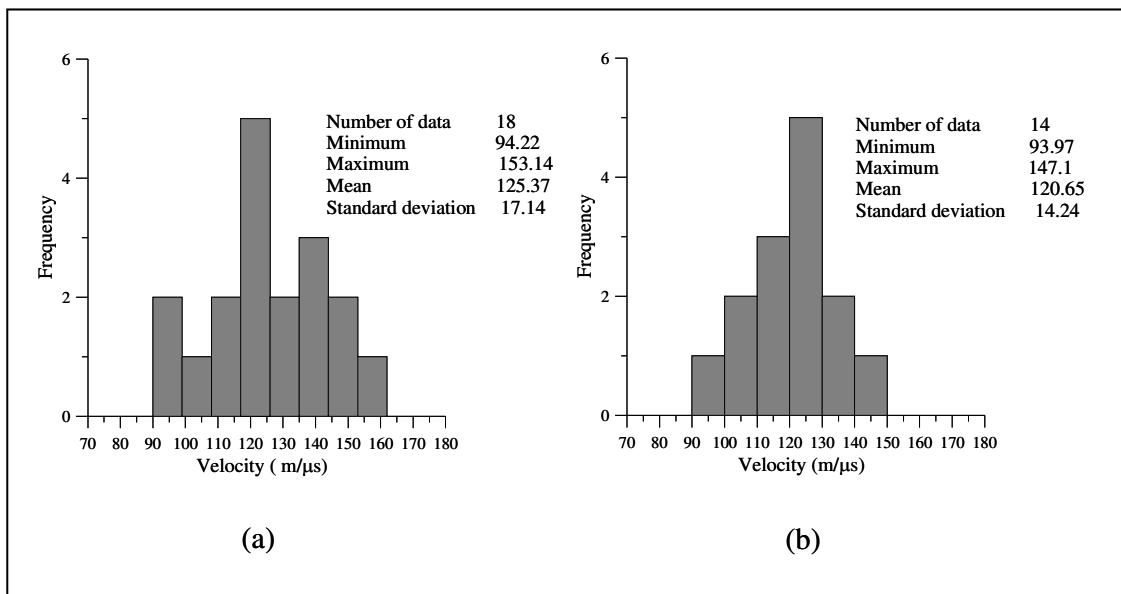 6
4
2
0
Frequency
Number of data 18
Minimum 94.22
Maximum 153.14
Mean 125.37
Standard deviation 17.14
70 80 90 100 110 120 130 140 150 160 170 180
Velocity ( m/μs)
(a)
6
4
2
0
Frequency
Number of data 14
Minimum 93.97
Maximum 147.1
Mean 120.65
Standard deviation 14.24
70 80 90 100 110 120 130 140 150 160 170 180
Velocity (m/μs)
(b)